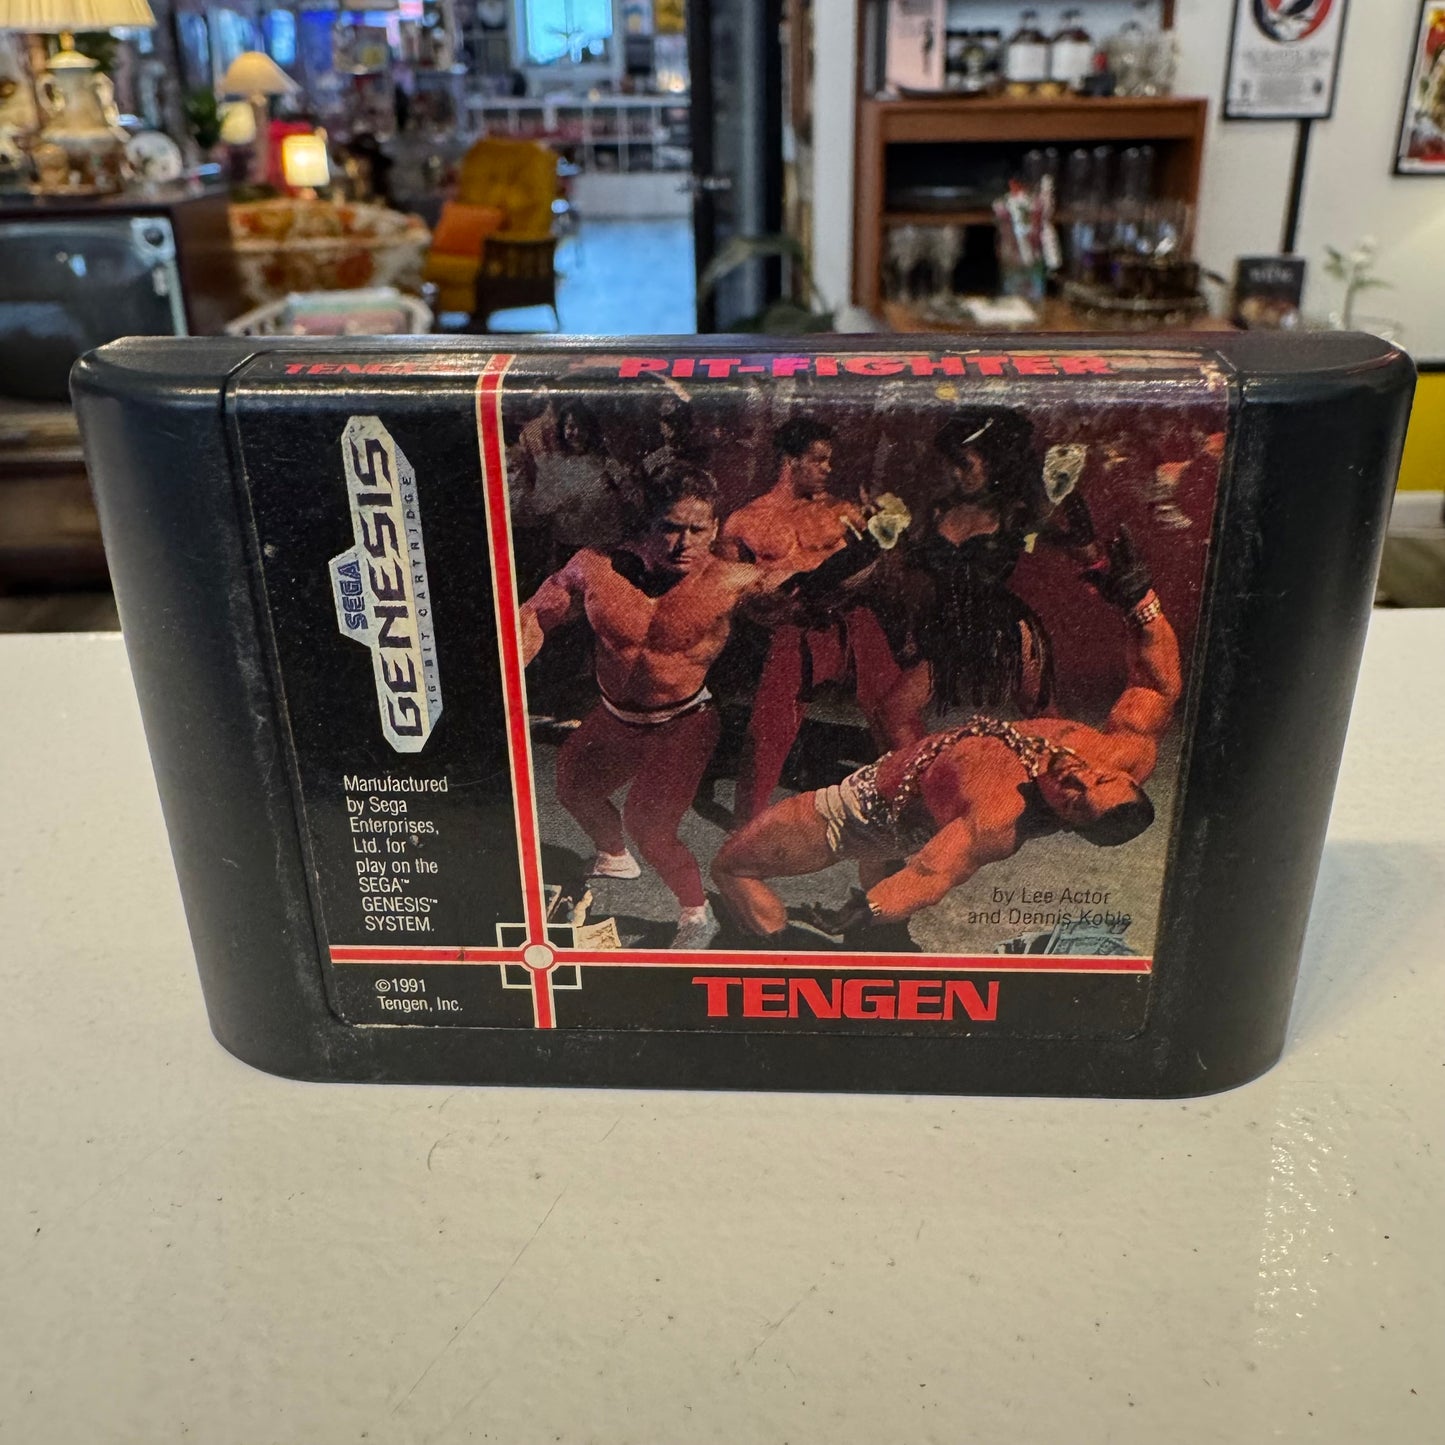 TENGEN
PIT-FIGHTER
SEGA
GENESIS
16-BIT CARTRIDGE
Manufactured
by Sega
Enterprises,
Ltd. for
play on the
SEGA™
GENESIS™
SYSTEM.
by Lee Actor
and Dennis Koble
©1991
Tengen, Inc.
TENGEN